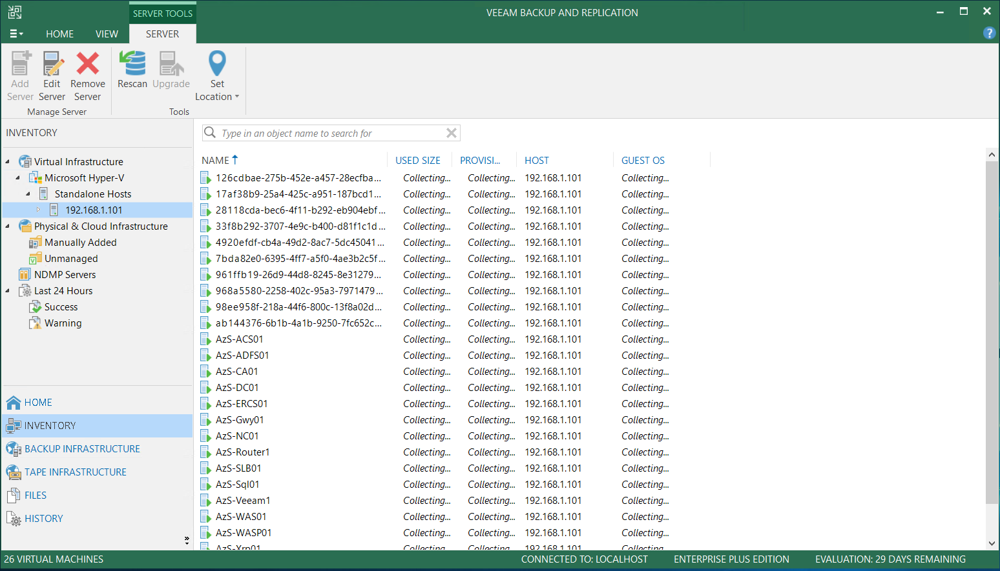 SERVER TOOLS
VEEAM BACKUP AND REPLICATION
HOME VIEW SERVER
Add Server
Edit Server
Remove Server
Rescan
Upgrade
Set Location
Manage Server
Tools
INVENTORY
Virtual Infrastructure
Microsoft Hyper-V
Standalone Hosts
192.168.1.101
Physical & Cloud Infrastructure
Manually Added
Unmanaged
NDMP Servers
Last 24 Hours
Success
Warning
HOME
INVENTORY
BACKUP INFRASTRUCTURE
TAPE INFRASTRUCTURE
FILES
HISTORY
Type in an object name to search for
NAME USED SIZE PROVISI... HOST GUEST OS
126cdbae-275b-452e-a457-28ecfba... Collecting... Collecting... 192.168.1.101 Collecting...
17af38b9-25a4-425c-a951-187bcd1... Collecting... Collecting... 192.168.1.101 Collecting...
28118cda-bec6-4f11-b292-eb904ebf... Collecting... Collecting... 192.168.1.101 Collecting...
33f8b292-3707-4e9c-b400-d81f1c1d... Collecting... Collecting... 192.168.1.101 Collecting...
4920efdf-cb4a-49d2-8ac7-5dc45041... Collecting... Collecting... 192.168.1.101 Collecting...
7bda82e0-6395-4ff7-a5f0-4ae3b2c5f... Collecting... Collecting... 192.168.1.101 Collecting...
961ffb19-26d9-44d8-8245-8e31279... Collecting... Collecting... 192.168.1.101 Collecting...
968a5580-2258-402c-95a3-7971479... Collecting... Collecting... 192.168.1.101 Collecting...
98ee958f-218a-44f6-800c-13f8a02d... Collecting... Collecting... 192.168.1.101 Collecting...
ab144376-6b1b-4a1b-9250-7fc652c... Collecting... Collecting... 192.168.1.101 Collecting...
AzS-ACS01 Collecting... Collecting... 192.168.1.101 Collecting...
AzS-ADFS01 Collecting... Collecting... 192.168.1.101 Collecting...
AzS-CA01 Collecting... Collecting... 192.168.1.101 Collecting...
AzS-DC01 Collecting... Collecting... 192.168.1.101 Collecting...
AzS-ERCS01 Collecting... Collecting... 192.168.1.101 Collecting...
AzS-Gwy01 Collecting... Collecting... 192.168.1.101 Collecting...
AzS-NC01 Collecting... Collecting... 192.168.1.101 Collecting...
AzS-Router1 Collecting... Collecting... 192.168.1.101 Collecting...
AzS-SLB01 Collecting... Collecting... 192.168.1.101 Collecting...
AzS-Sql01 Collecting... Collecting... 192.168.1.101 Collecting...
AzS-Veeam1 Collecting... Collecting... 192.168.1.101 Collecting...
AzS-WAS01 Collecting... Collecting... 192.168.1.101 Collecting...
AzS-WASP01 Collecting... Collecting... 192.168.1.101 Collecting...
AzS-Xrp01 Collecting... Collecting... 192.168.1.101 Collecting...
26 VIRTUAL MACHINES CONNECTED TO: LOCALHOST ENTERPRISE PLUS EDITION EVALUATION: 29 DAYS REMAINING